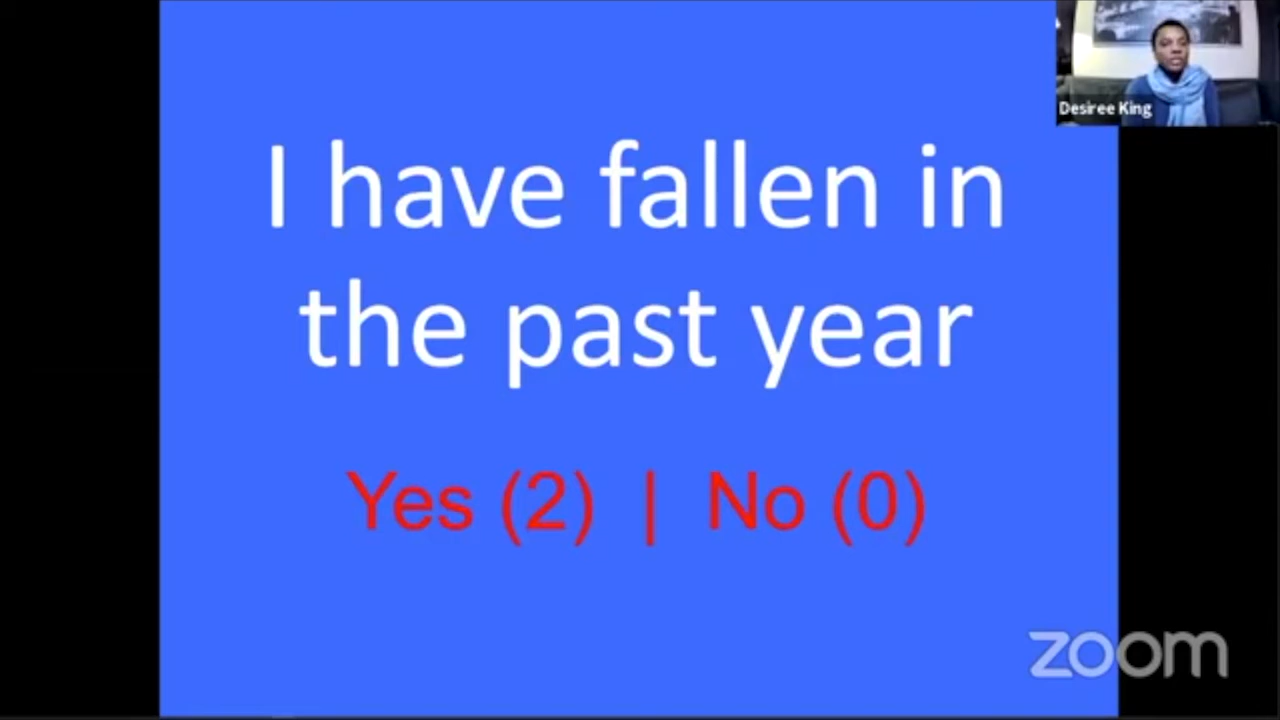 I have fallen in
the past year
Yes (2) | No (0)
Desiree King
zoom